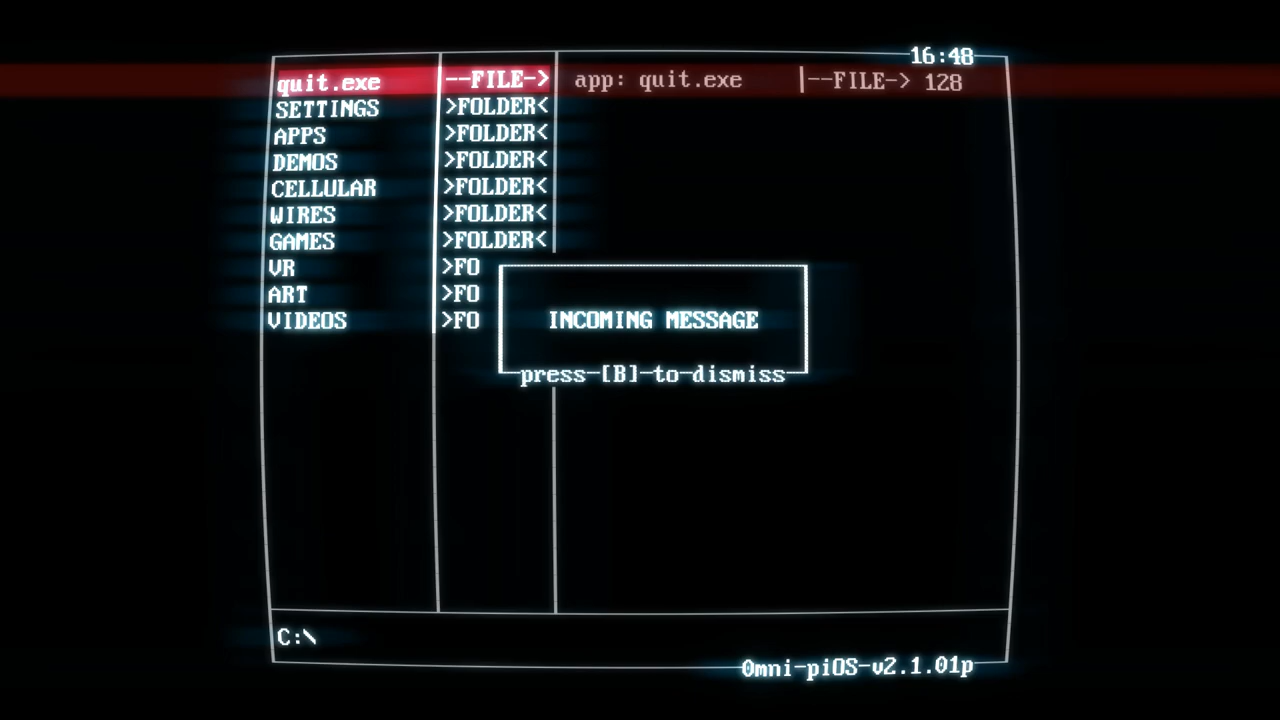 16:48
quit.exe --FILE-> app: quit.exe |--FILE-> 128
SETTINGS >FOLDER<
APPS >FOLDER<
DEMOS >FOLDER<
CELLULAR >FOLDER<
WIRES >FOLDER<
GAMES >FOLDER<
VR >FO
ART >FO
VIDEOS >FO
INCOMING MESSAGE
press-[B]-to-dismiss
C:\
Omni-piOS-v2.1.01p